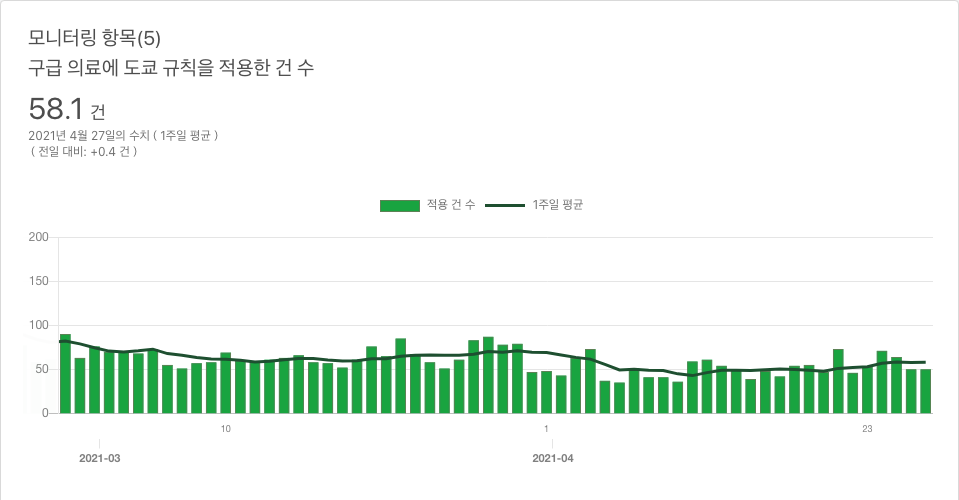 모니터링 항목(5)
구급 의료에 도쿄 규칙을 적용한 건 수
58.1 건
2021년 4월 27일의 수치 ( 1주일 평균 )
( 전일 대비: +0.4 건 )
적용 건 수 1주일 평균
200
150
100
50
0
10 1 23
2021-03 2021-04